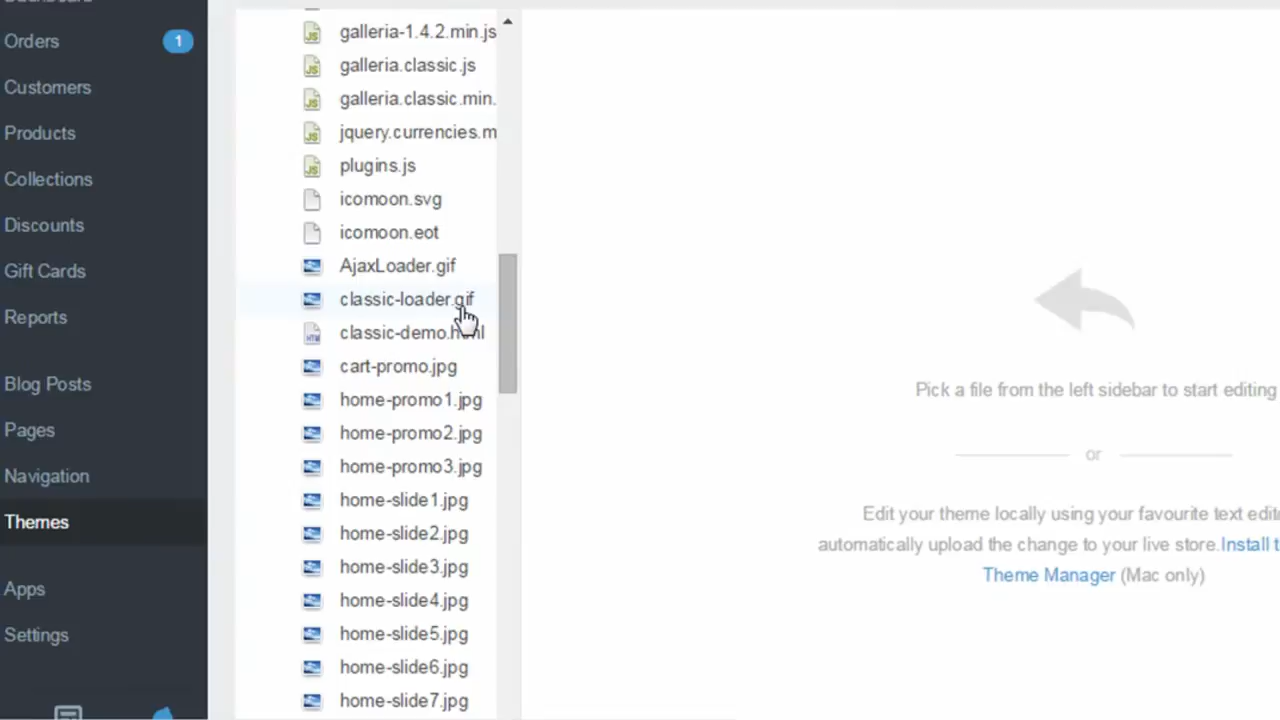 Orders 1
Customers
Products
Collections
Discounts
Gift Cards
Reports
Blog Posts
Pages
Navigation
Themes
Apps
Settings
galleria-1.4.2.min.js
galleria.classic.js
galleria.classic.min.
jquery.currencies.m
plugins.js
icomoon.svg
icomoon.eot
AjaxLoader.gif
classic-loader.gif
classic-demo.html
cart-promo.jpg
home-promo1.jpg
home-promo2.jpg
home-promo3.jpg
home-slide1.jpg
home-slide2.jpg
home-slide3.jpg
home-slide4.jpg
home-slide5.jpg
home-slide6.jpg
home-slide7.jpg
Pick a file from the left sidebar to start editing
or
Edit your theme locally using your favourite text edit
automatically upload the change to your live store.Install t
Theme Manager (Mac only)